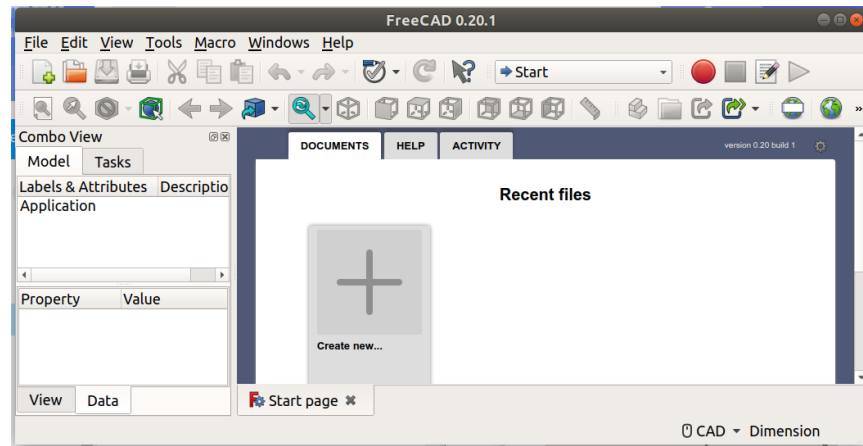 FreeCAD 0.20.1
File Edit View Tools Macro Windows Help
Start
»
Combo View
Model Tasks
Labels & Attributes Descriptio
Application
Property Value
View Data
DOCUMENTS HELP ACTIVITY
version 0.20 build 1
Recent files
Create new...
Start page
CAD Dimension